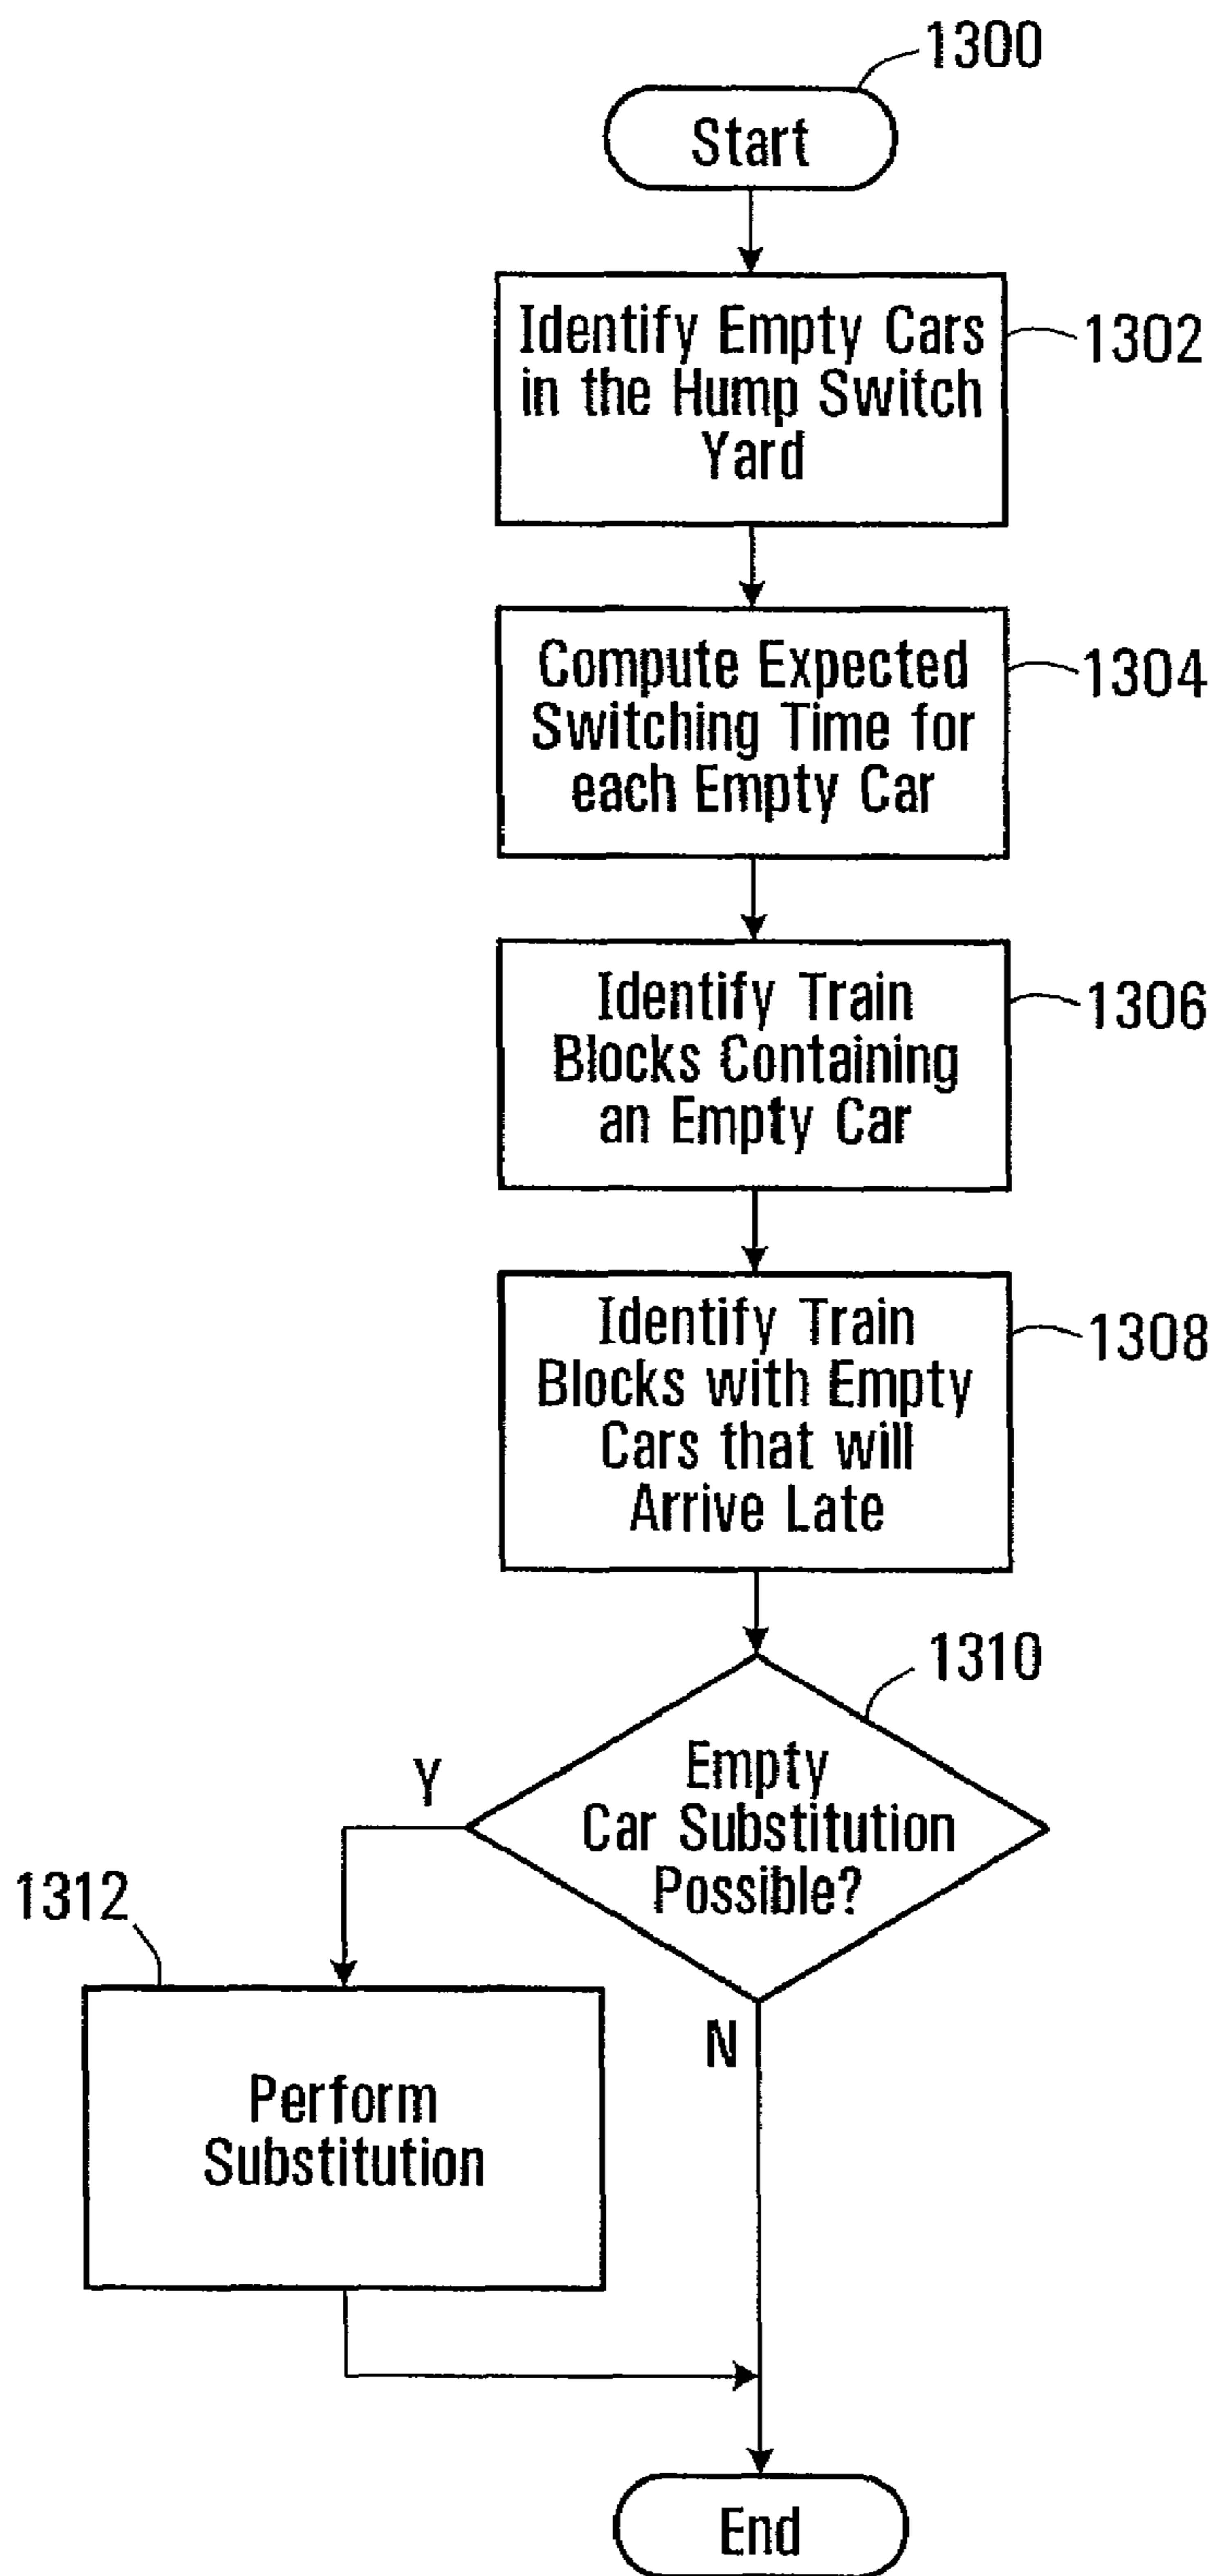 1300
Start
Identify Empty Cars
in the Hump Switch
Yard
1302
Compute Expected
Switching Time for
each Empty Car
1304
Identify Train
Blocks Containing
an Empty Car
1306
Identify Train
Blocks with Empty
Cars that will
Arrive Late
1308
1310
Empty
Car Substitution
Possible?
Y
N
1312
Perform
Substitution
End